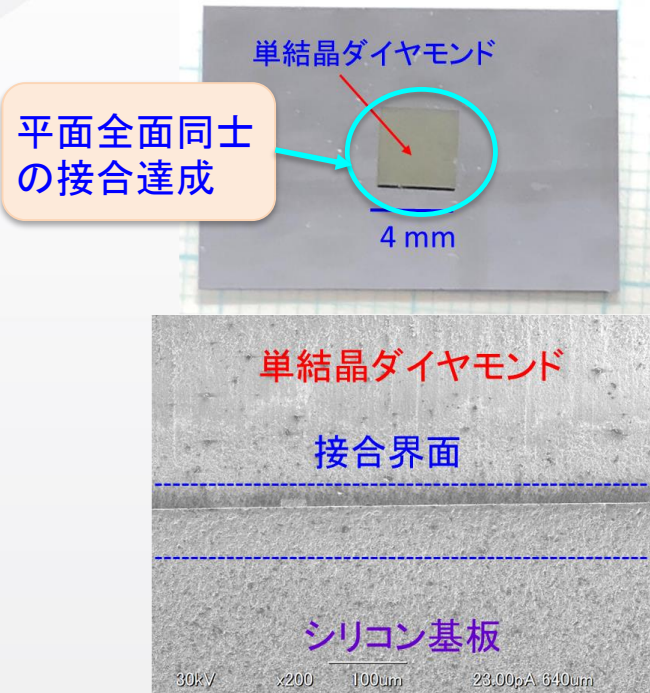 単結晶ダイヤモンド
平面全面同士
の接合達成
4 mm
単結晶ダイヤモンド
接合界面
シリコン基板
30kV x200 100um 23.00pA 640um